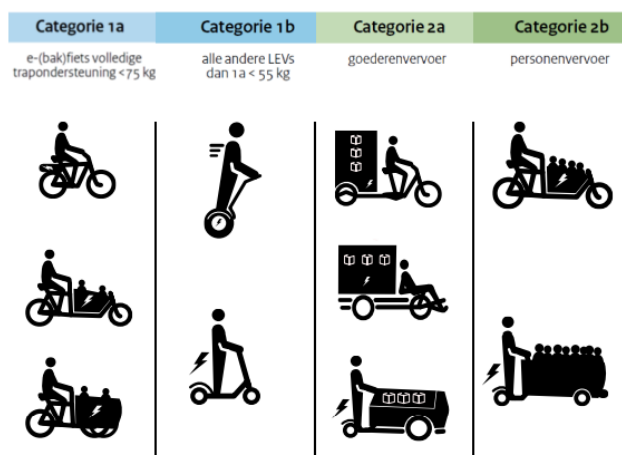 Categorie 1a
e-(bak)fiets volledige
trapondersteuning <75 kg
Categorie 1b
alle andere LEVs
dan 1a < 55 kg
Categorie 2a
goederenvervoer
Categorie 2b
personenvervoer